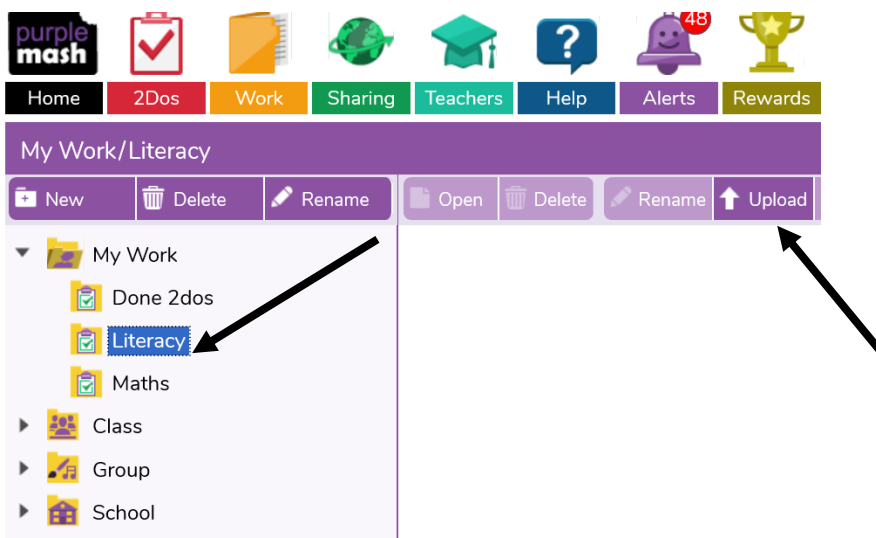 purple
mash
48
Home 2Dos Work Sharing Teachers Help Alerts Rewards
My Work/Literacy
New Delete Rename Open Delete Rename Upload
My Work
Done 2dos
Literacy
Maths
Class
Group
School